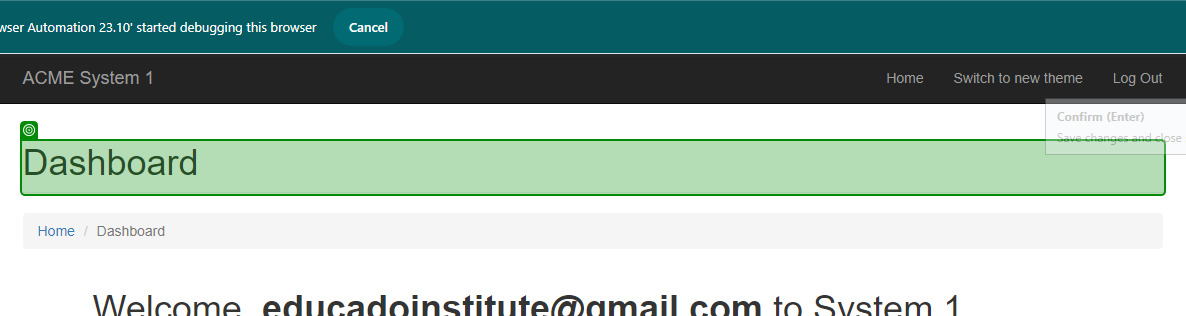 wser Automation 23.10' started debugging this browser Cancel
ACME System 1 Home Switch to new theme Log Out
Confirm (Enter)
Save changes and close
Dashboard
Home / Dashboard
Welcome, educadoinstitute@gmail.com to System 1